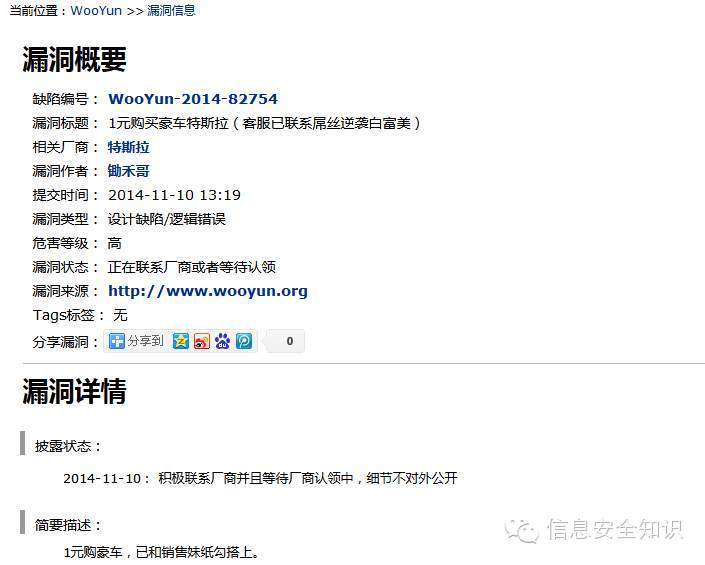 当前位置：WooYun >> 漏洞信息
漏洞概要
缺陷编号： WooYun-2014-82754
漏洞标题： 1元购买豪车特斯拉（客服已联系屌丝逆袭白富美）
相关厂商： 特斯拉
漏洞作者： 锄禾哥
提交时间： 2014-11-10 13:19
漏洞类型： 设计缺陷/逻辑错误
危害等级： 高
漏洞状态： 正在联系厂商或者等待认领
漏洞来源： http://www.wooyun.org
Tags标签： 无
分享漏洞： 分享到 0
漏洞详情
披露状态：
2014-11-10： 积极联系厂商并且等待厂商认领中，细节不对外公开
简要描述：
1元购豪车，已和销售妹纸勾搭上。
信息安全知识